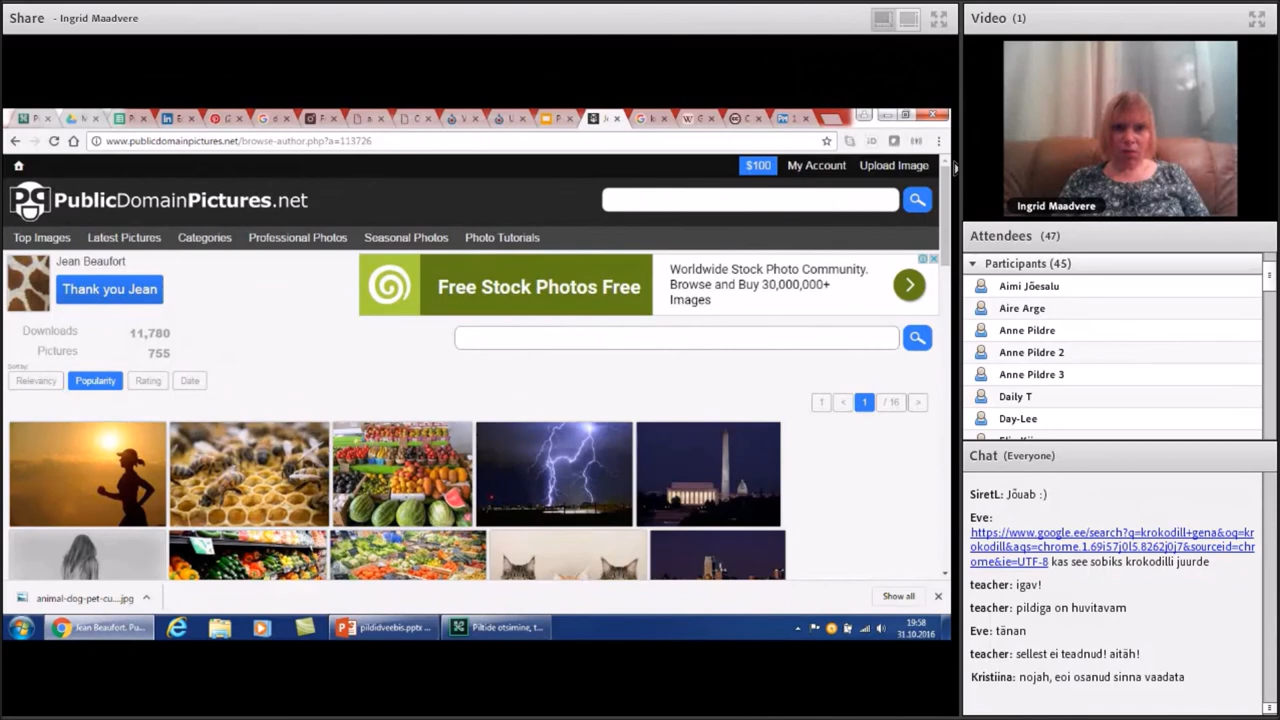 Share - Ingrid Maadvere
www.publicdomainpictures.net/browse-author.php?a=113726
$100 My Account Upload Image
PublicDomainPictures.net
Top Images Latest Pictures Categories Professional Photos Seasonal Photos Photo Tutorials
Jean Beaufort
Thank you Jean
Free Stock Photos Free
Worldwide Stock Photo Community.
Browse and Buy 30,000,000+
Images
Downloads 11,780
Pictures 755
Sort by:
Relevancy Popularity Rating Date
1 < 1 / 16 >
animal-dog-pet-cu....jpg
Show all
Jean Beaufort. Pu...
pildidveebis.pptx ...
Piltide otsimine, t...
19:58
31.10.2016
Video (1)
Ingrid Maadvere
Attendees (47)
Participants (45)
Aimi Jõesalu
Aire Arge
Anne Pildre
Anne Pildre 2
Anne Pildre 3
Daily T
Day-Lee
Chat (Everyone)
SiretL: Jõuab :)
Eve:
https://www.google.ee/search?q=krokodill+gena&oq=kr
okodill&aqs=chrome.1.69i57j0l5.8262j0j7&sourceid=chr
ome&ie=UTF-8 kas see sobiks krokodilli juurde
teacher: igav!
teacher: pildiga on huvitavam
Eve: tänan
teacher: sellest ei teadnud! aitäh!
Kristiina: nojah, eoi osanud sinna vaadata